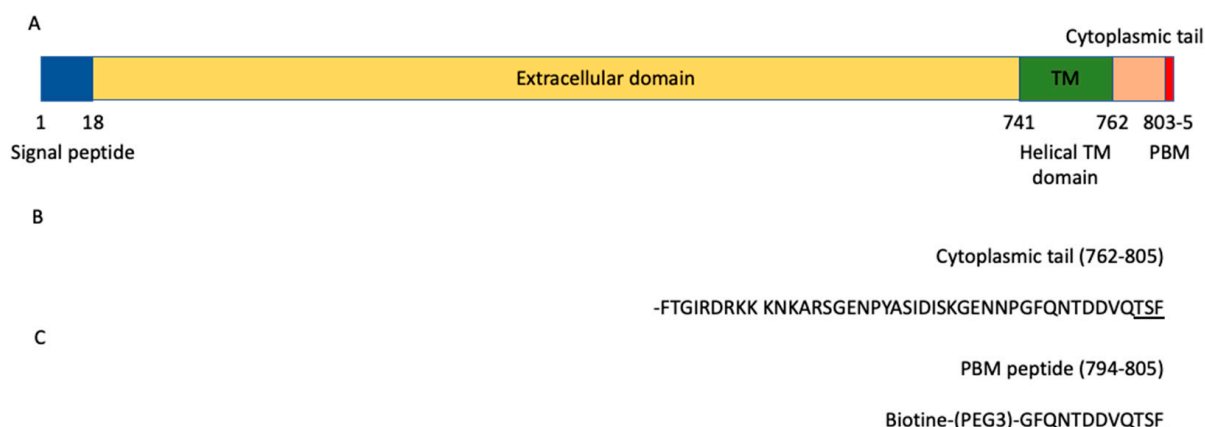 A
Cytoplasmic tail
Extracellular domain
TM
1 18 741 762 803-5
Signal peptide Helical TM PBM
domain
B
Cytoplasmic tail (762-805)
-FTGIRDRKK KNKARSGENPYASIDISKGENNPGFQNTDDVQTSF
C
PBM peptide (794-805)
Biotine-(PEG3)-GFQNTDDVQTSF